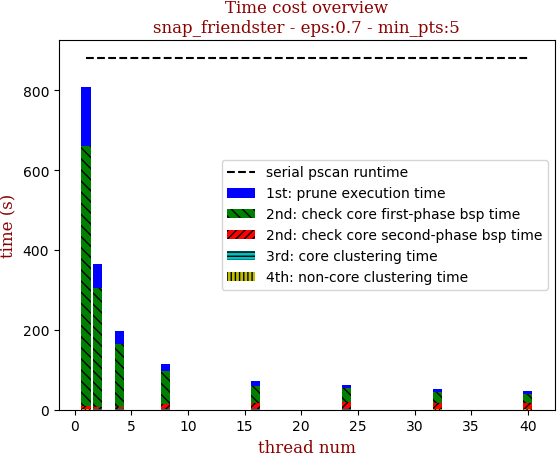 Time cost overview
snap_friendster - eps:0.7 - min_pts:5
time (s)
800
600
400
200
0
serial pscan runtime
1st: prune execution time
2nd: check core first-phase bsp time
2nd: check core second-phase bsp time
3rd: core clustering time
4th: non-core clustering time
0 5 10 15 20 25 30 35 40
thread num